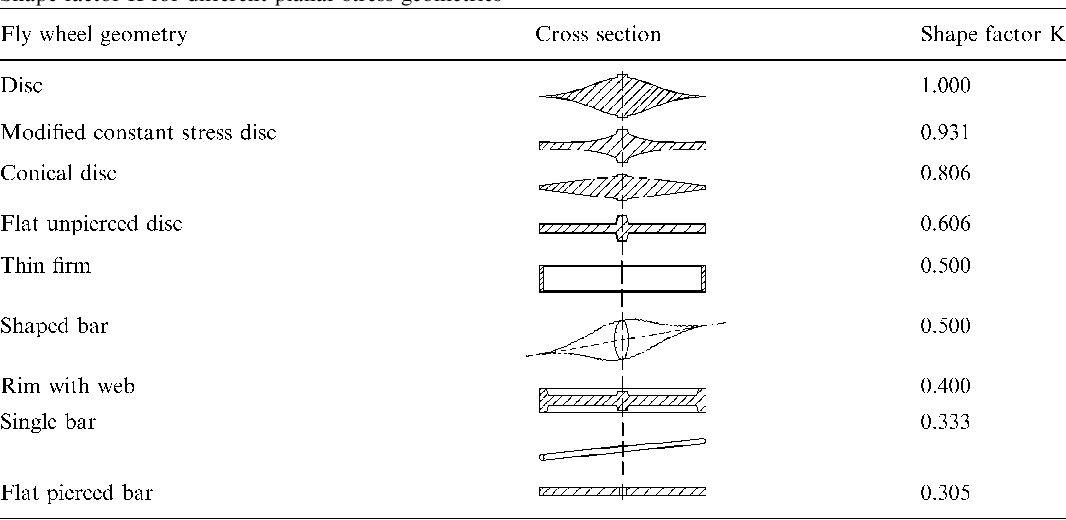 Shape factor K for different planar stress geometries
Fly wheel geometry Cross section Shape factor K
Disc 1.000
Modified constant stress disc 0.931
Conical disc 0.806
Flat unpierced disc 0.606
Thin firm 0.500
Shaped bar 0.500
Rim with web 0.400
Single bar 0.333
Flat pierced bar 0.305